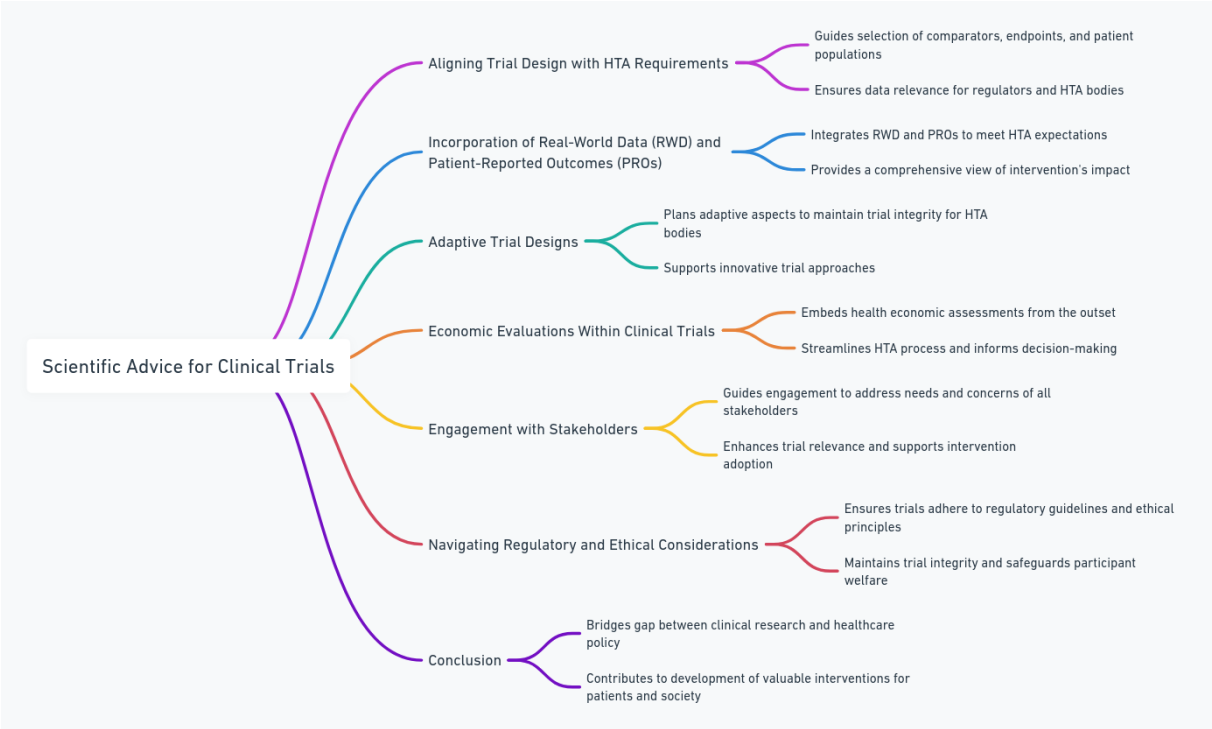 Scientific Advice for Clinical Trials
Aligning Trial Design with HTA Requirements
Guides selection of comparators, endpoints, and patient
populations
Ensures data relevance for regulators and HTA bodies
Incorporation of Real-World Data (RWD) and
Patient-Reported Outcomes (PROs)
Integrates RWD and PROs to meet HTA expectations
Provides a comprehensive view of intervention's impact
Adaptive Trial Designs
Plans adaptive aspects to maintain trial integrity for HTA
bodies
Supports innovative trial approaches
Economic Evaluations Within Clinical Trials
Embeds health economic assessments from the outset
Streamlines HTA process and informs decision-making
Engagement with Stakeholders
Guides engagement to address needs and concerns of all
stakeholders
Enhances trial relevance and supports intervention
adoption
Navigating Regulatory and Ethical Considerations
Ensures trials adhere to regulatory guidelines and ethical
principles
Maintains trial integrity and safeguards participant
welfare
Conclusion
Bridges gap between clinical research and healthcare
policy
Contributes to development of valuable interventions for
patients and society